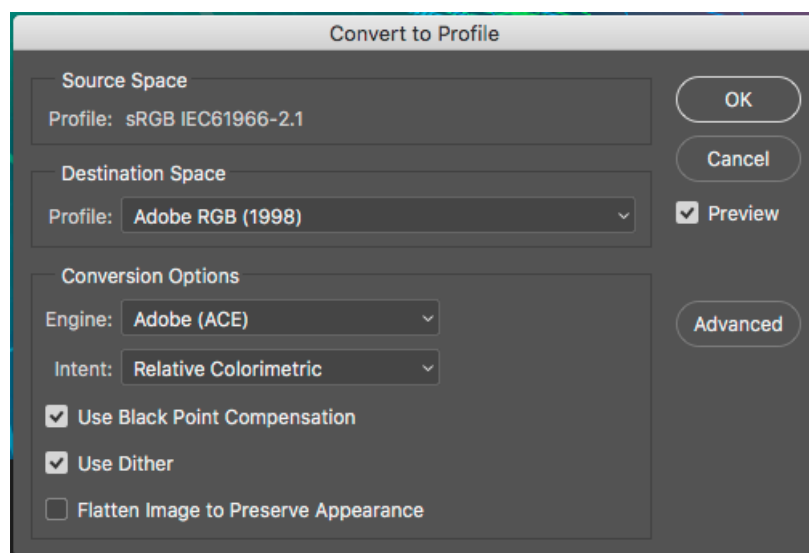 Convert to Profile
Source Space
Profile: sRGB IEC61966-2.1
OK
Cancel
Destination Space
Profile: Adobe RGB (1998)
Preview
Conversion Options
Engine: Adobe (ACE)
Advanced
Intent: Relative Colorimetric
Use Black Point Compensation
Use Dither
Flatten Image to Preserve Appearance